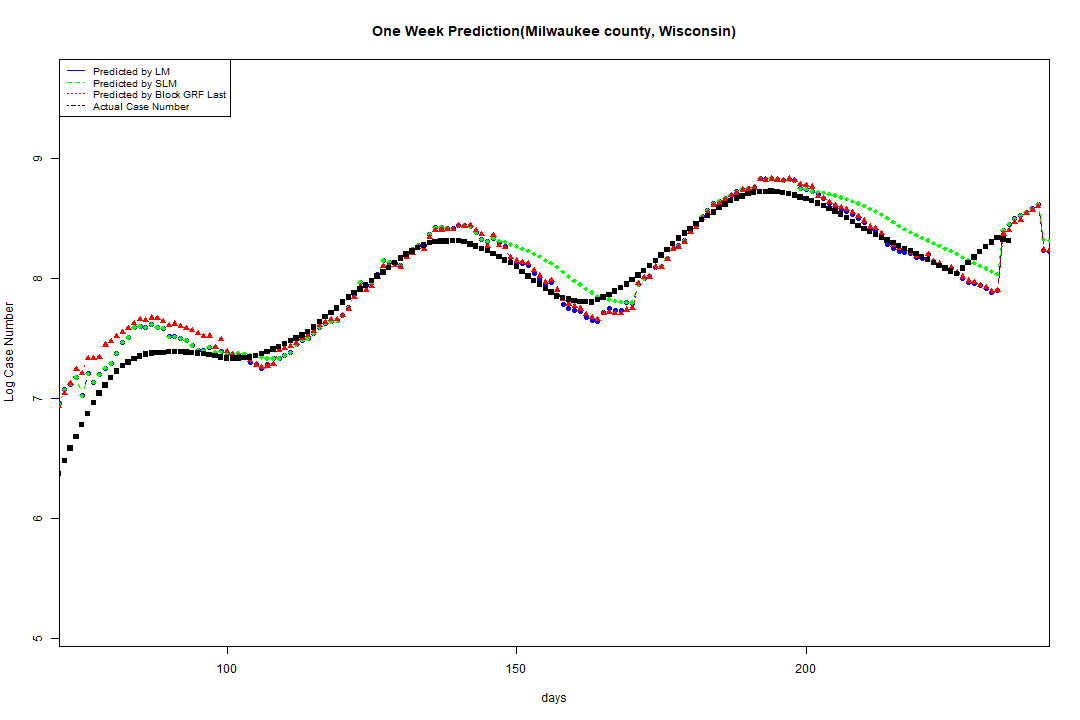 One Week Prediction(Milwaukee county, Wisconsin)
Predicted by LM
Predicted by SLM
Predicted by Block GRF Last
Actual Case Number
9
8
7
6
5
Log Case Number
100 150 200
days